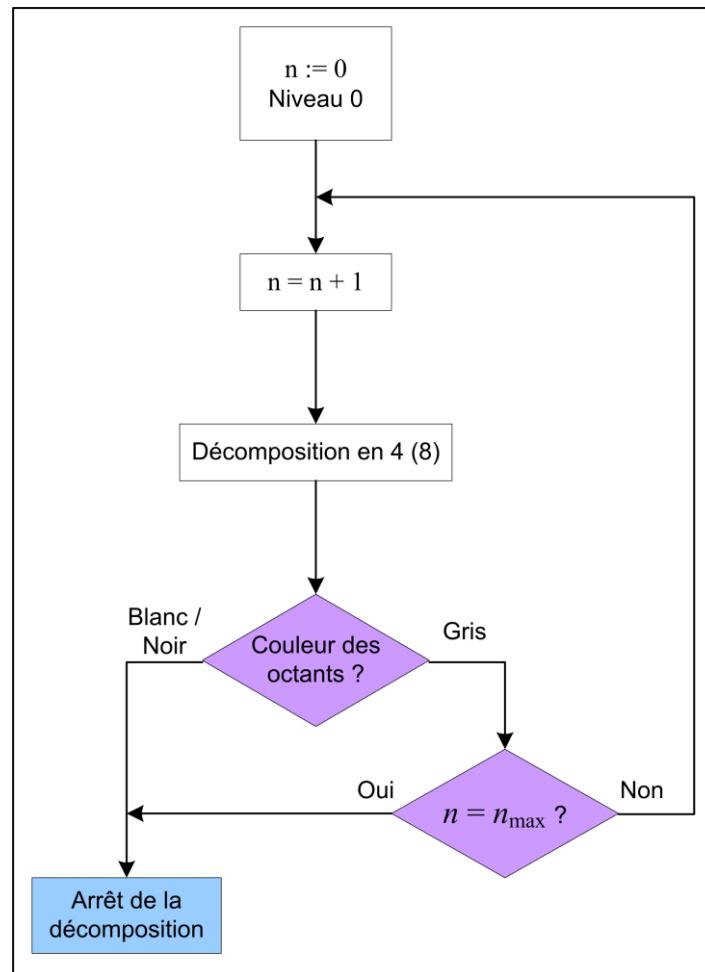 n := 0
Niveau 0
n = n + 1
Décomposition en 4 (8)
Blanc /
Noir
Couleur des
octants ?
Gris
Oui
n = nmax ?
Non
Arrêt de la
décomposition